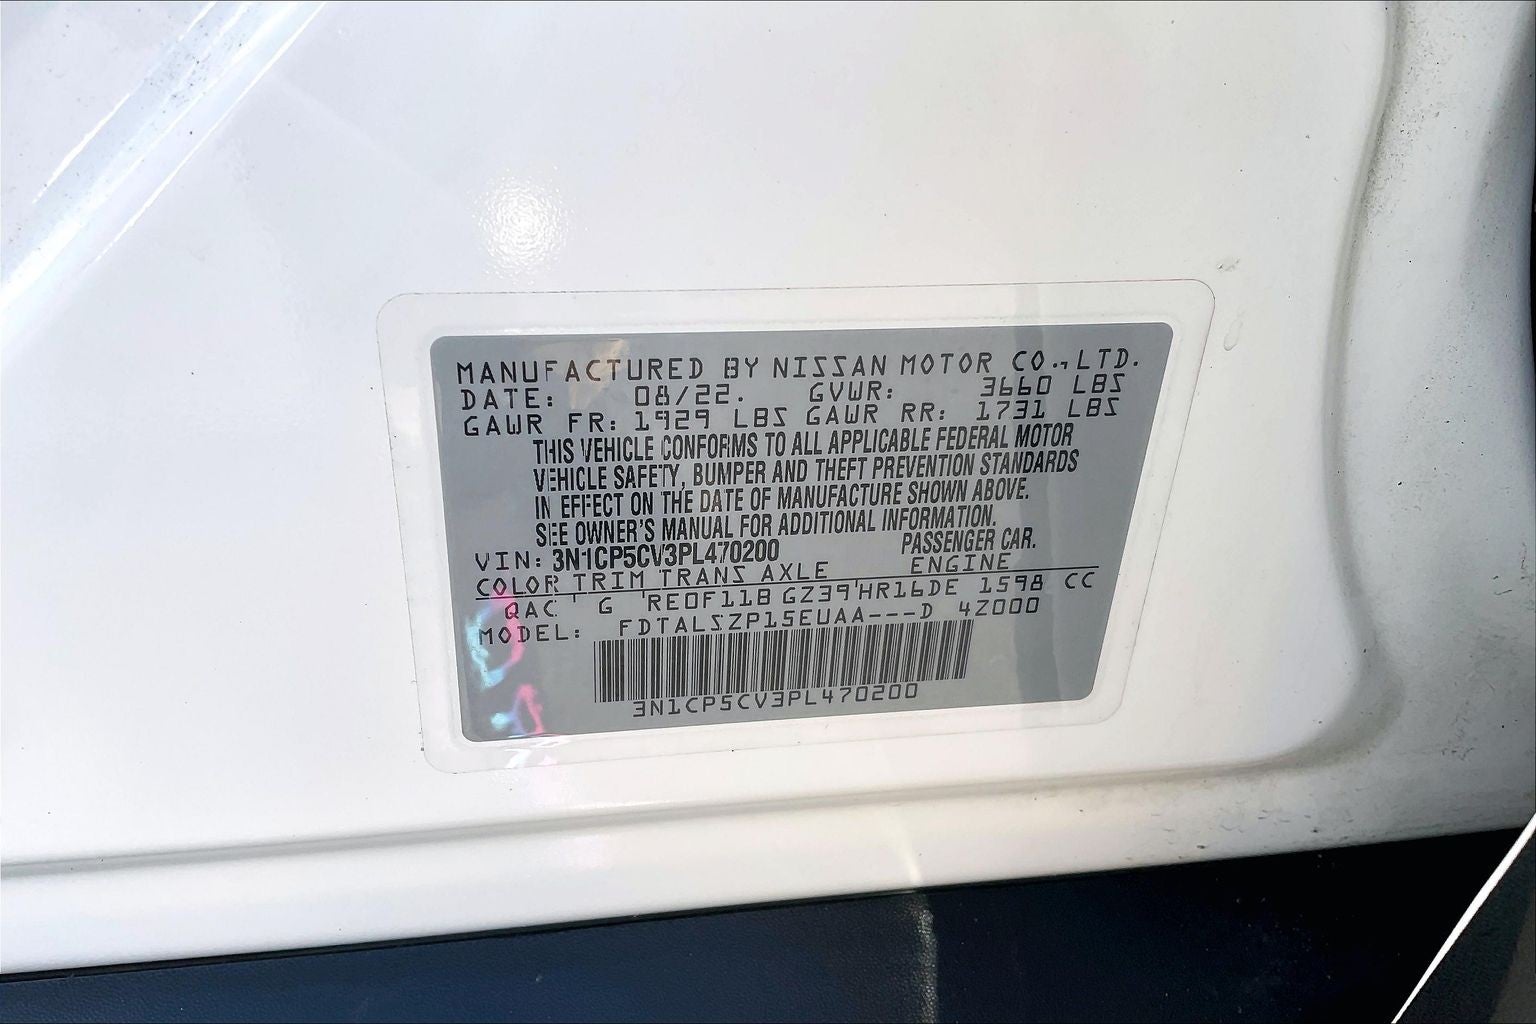 MANUFACTURED BY NISSAN MOTOR CO., LTD.
DATE: 08/22. GVWR: 3660 LBS
GAWR FR: 1929 LBS GAWR RR: 1731 LBS
THIS VEHICLE CONFORMS TO ALL APPLICABLE FEDERAL MOTOR
VEHICLE SAFETY, BUMPER AND THEFT PREVENTION STANDARDS
IN EFFECT ON THE DATE OF MANUFACTURE SHOWN ABOVE.
SEE OWNER'S MANUAL FOR ADDITIONAL INFORMATION.
VIN: 3N1CP5CV3PL470200 PASSENGER CAR.
COLOR TRIM TRANS AXLE ENGINE
QAC G RE0F11B GZ39 HR16DE 1598 CC
MODEL: FDTALSZP15EUAA---D 4Z000
3N1CP5CV3PL470200